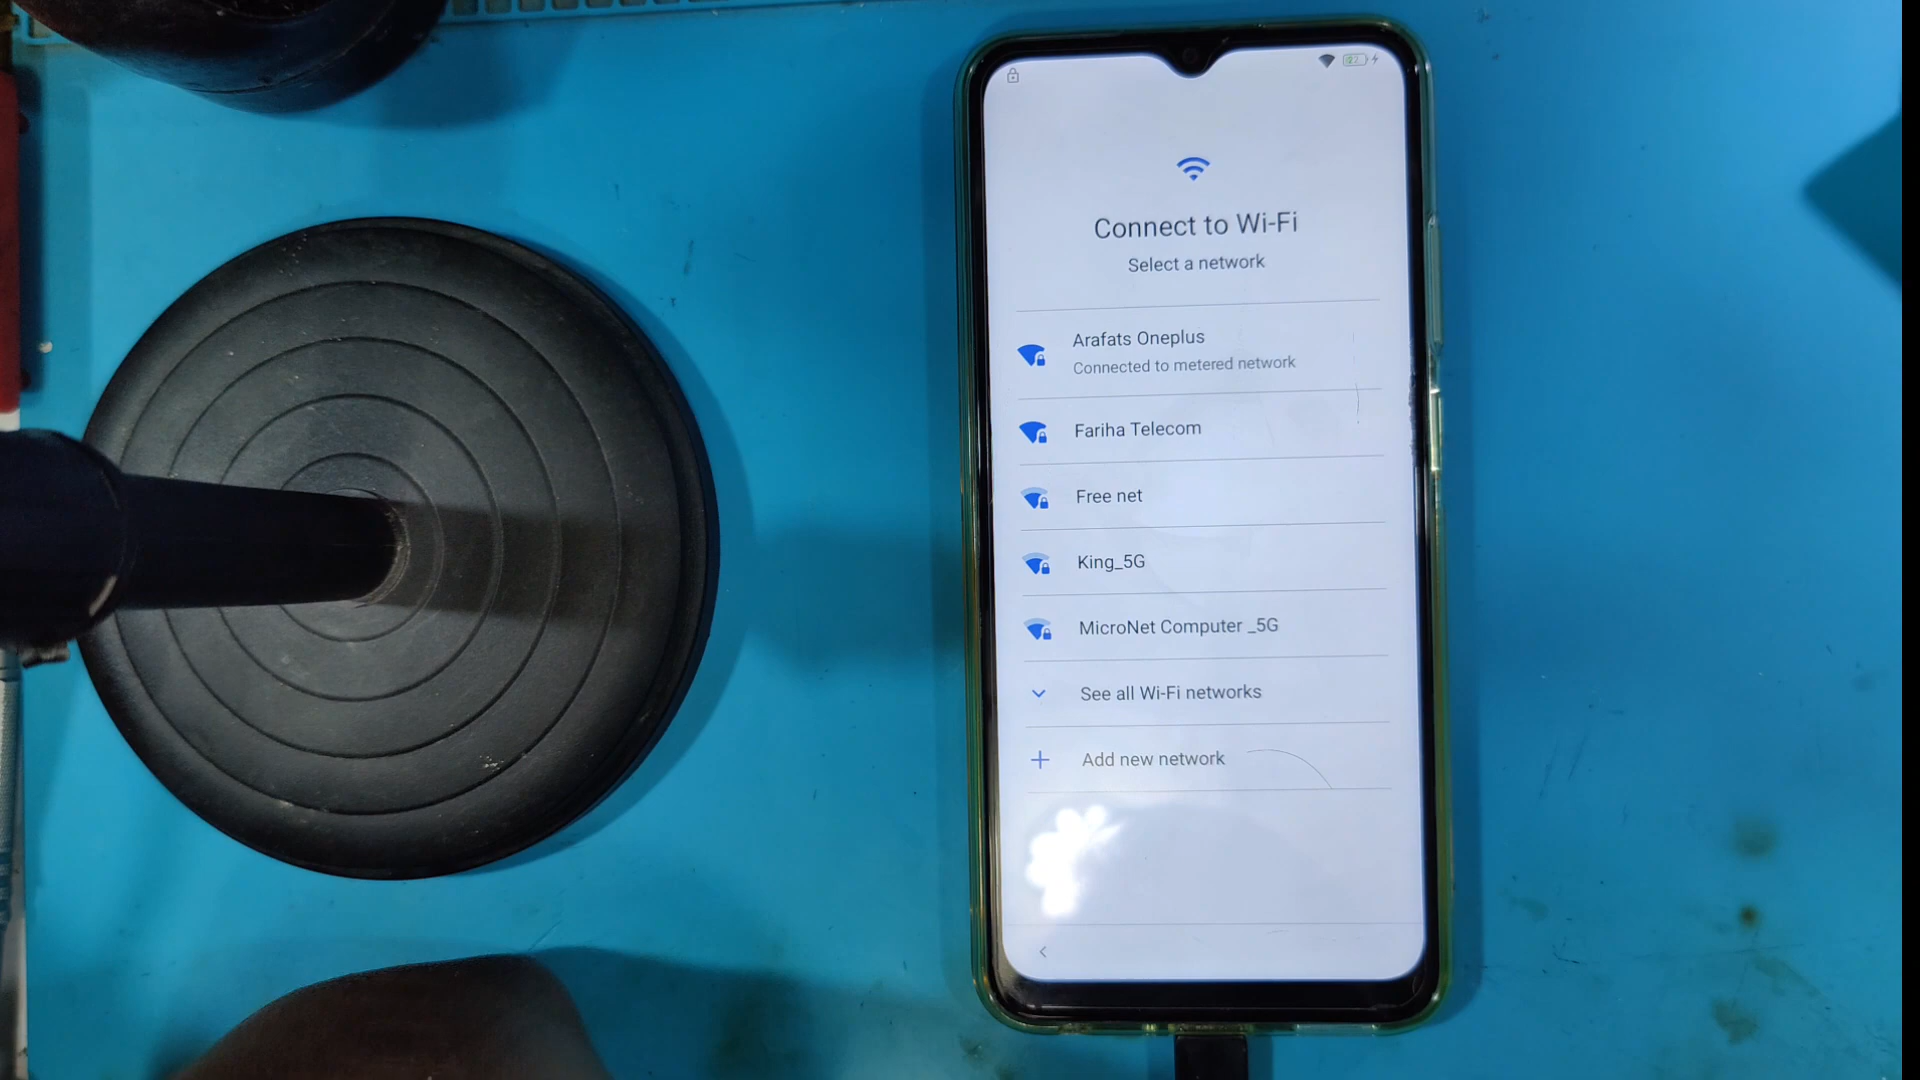 Connect to Wi-Fi
Select a network
Arafats Oneplus
Connected to metered network
Fariha Telecom
Free net
King_5G
MicroNet Computer _5G
See all Wi-Fi networks
Add new network